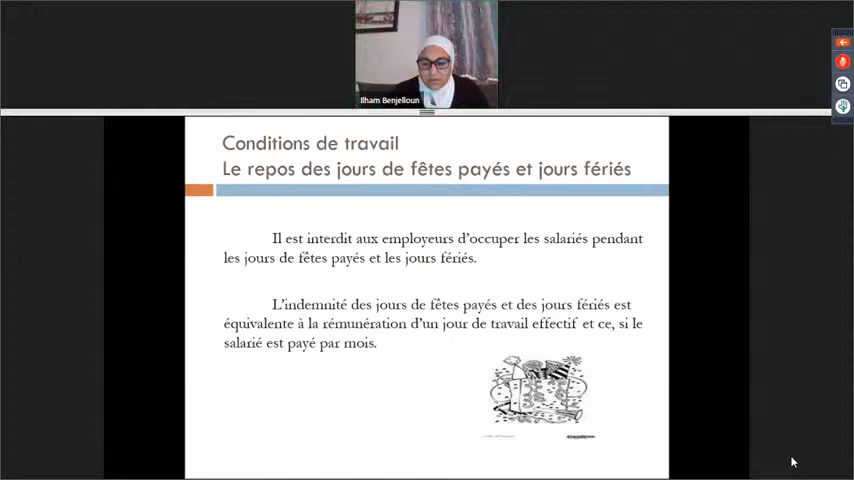 Ilham Benjelloun
Conditions de travail
Le repos des jours de fêtes payés et jours fériés
Il est interdit aux employeurs d’occuper les salariés pendant
les jours de fêtes payés et les jours fériés.
L’indemnité des jours de fêtes payés et des jours fériés est
équivalente à la rémunération d’un jour de travail effectif et ce, si le
salarié est payé par mois.